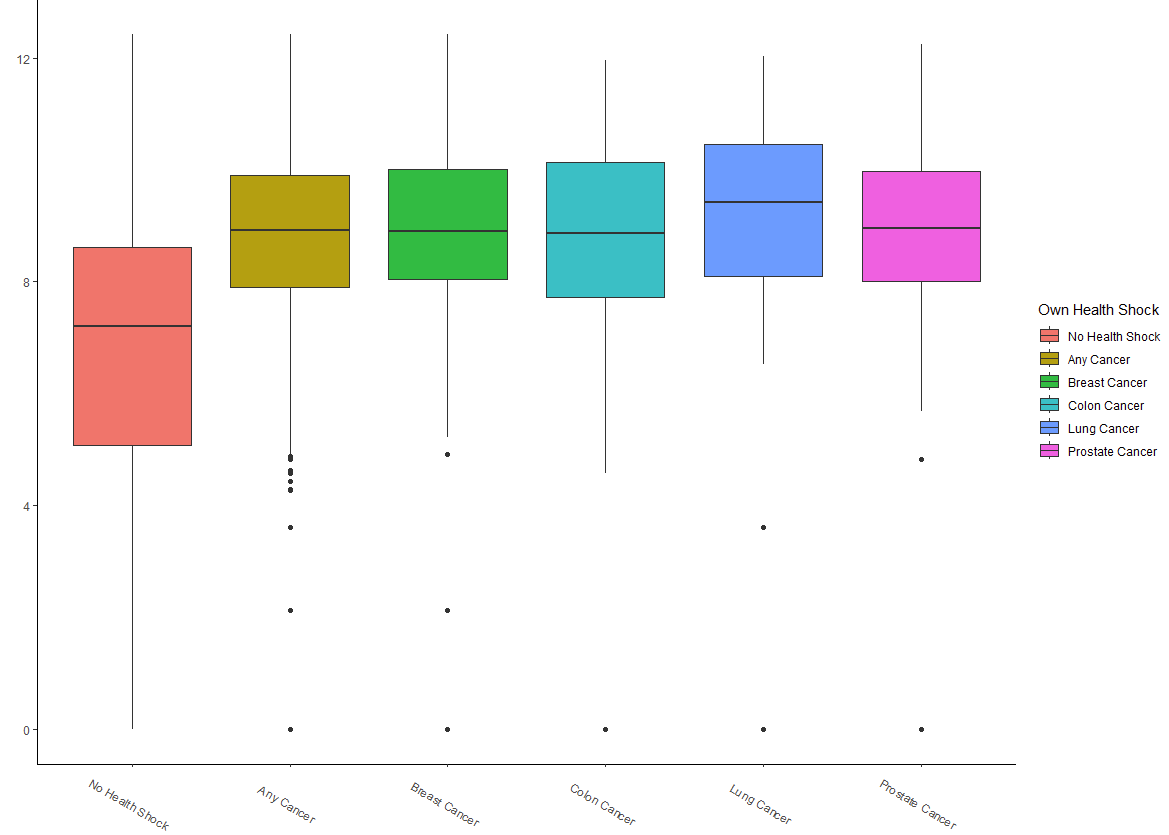 12
8
4
0
No Health Shock
Any Cancer
Breast Cancer
Colon Cancer
Lung Cancer
Prostate Cancer
Own Health Shock
No Health Shock
Any Cancer
Breast Cancer
Colon Cancer
Lung Cancer
Prostate Cancer